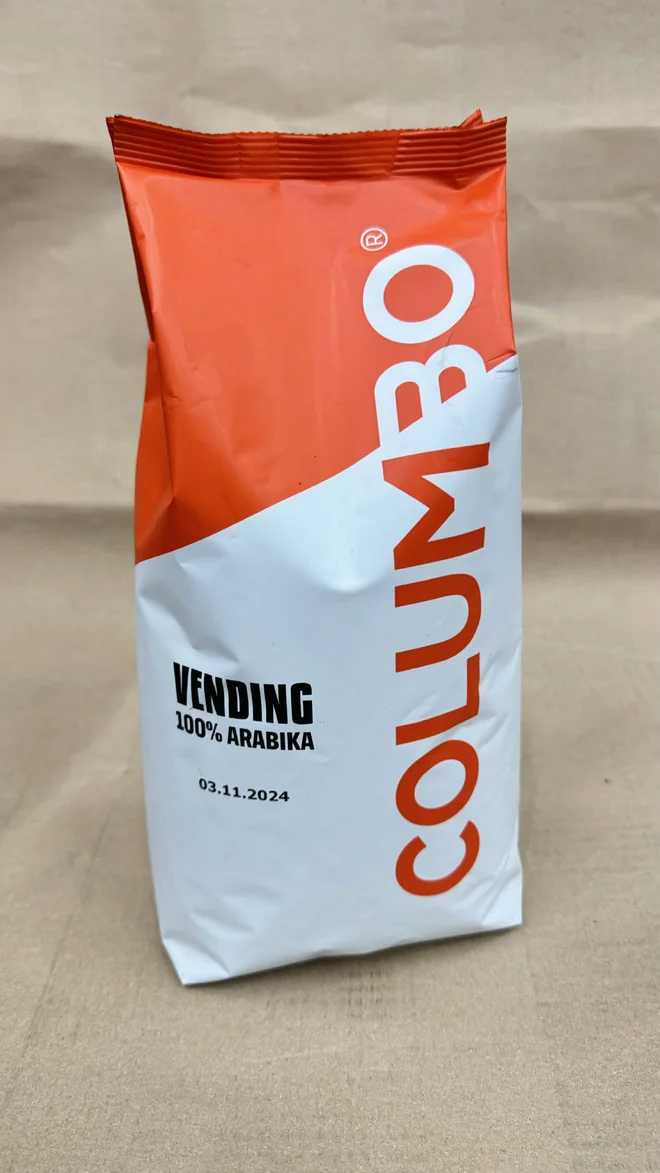 COLUMBO®
VENDING
100% ARABIKA
03.11.2024